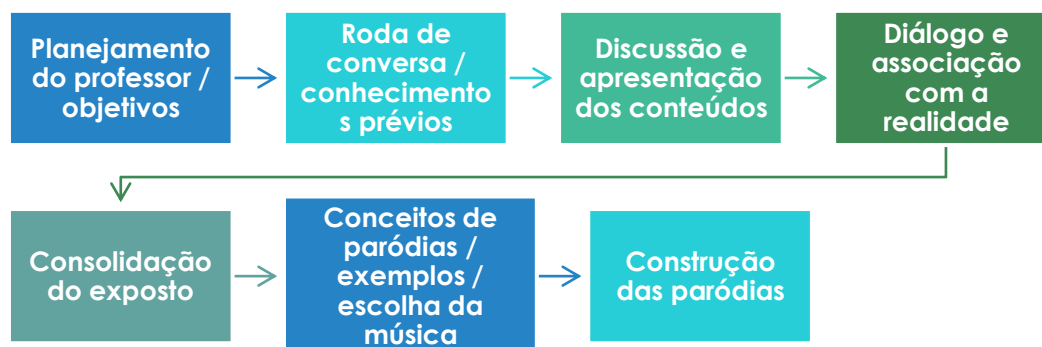 Planejamento
do professor /
objetivos
Roda de
conversa /
conhecimento
s prévios
Discussão e
apresentação
dos conteúdos
Diálogo e
associação
com a
realidade
Consolidação
do exposto
Conceitos de
paródias /
exemplos /
escolha da
música
Construção
das paródias